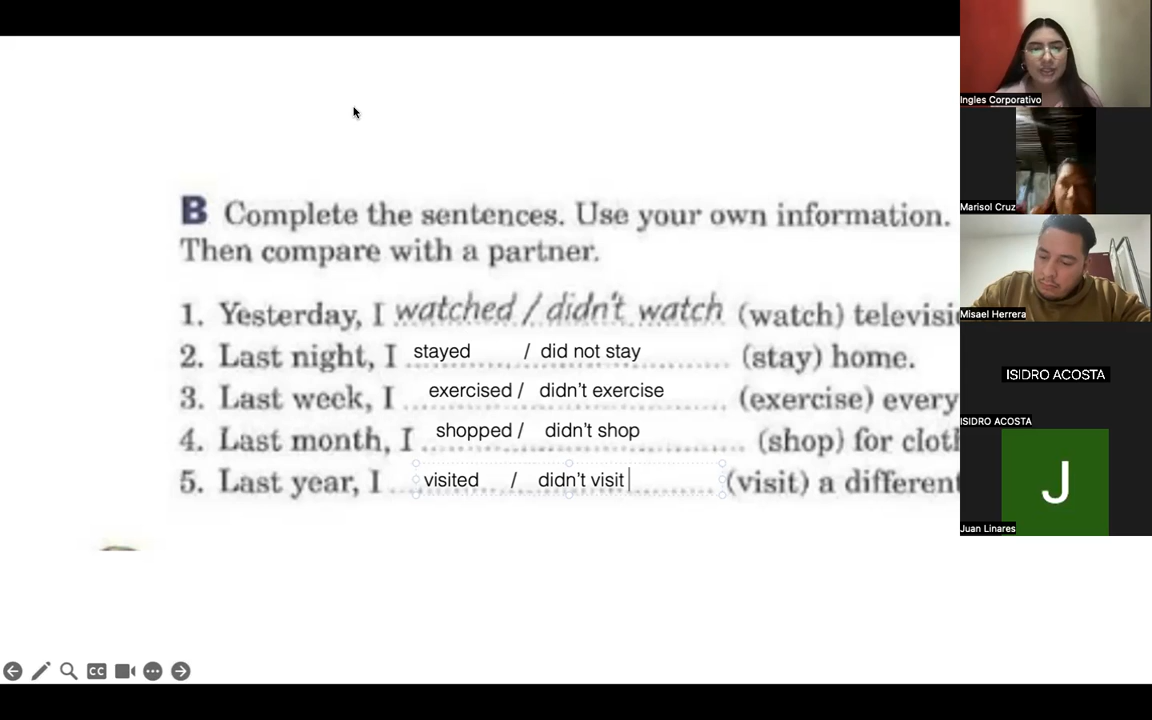 B Complete the sentences. Use your own information.
Then compare with a partner.
1. Yesterday, I watched / didn't watch (watch) televisi
2. Last night, I stayed / did not stay (stay) home.
3. Last week, I exercised / didn't exercise (exercise) every
4. Last month, I shopped / didn't shop (shop) for clot
5. Last year, I visited / didn't visit (visit) a different
CC
Ingles Corporativo
Marisol Cruz
Misael Herrera
ISIDRO ACOSTA
ISIDRO ACOSTA
J
Juan Linares